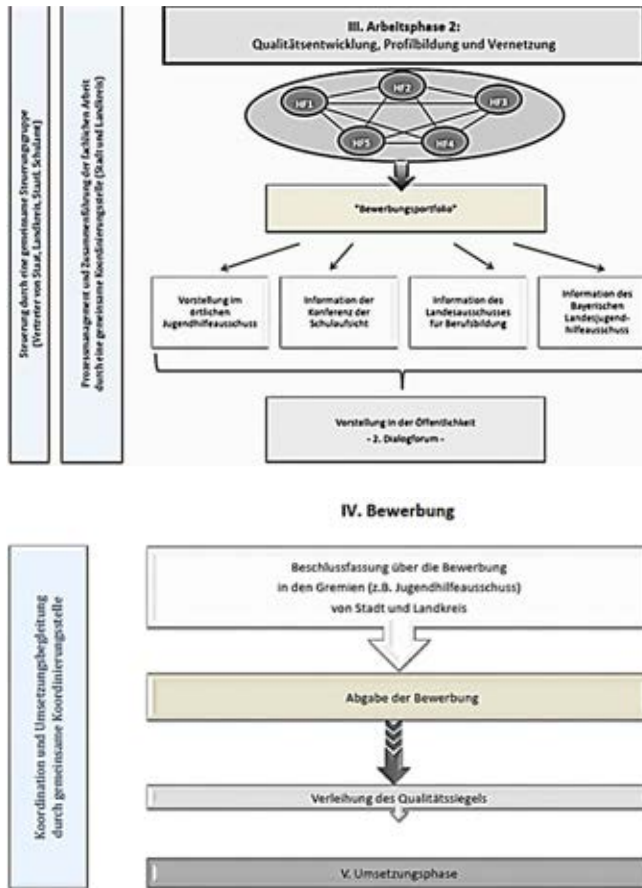 III. Arbeitsphase 2:
Qualitätsentwicklung, Profilbildung und Vernetzung
Steuerung durch eine gemeinsame Steuerungsgruppe
(Vertreter von Staat, Landkreis, Staatl. Schulamt)
Prozessmanagement und Zusammenführung der fachlichen Arbeit
durch eine gemeinsame Koordinierungsstelle (Stadt und Landkreis)
HF1
HF2
HF3
HF5
HF4
"Bewerbungsportfolio"
Vorstellung im
örtlichen
Jugendhilfeausschuss
Information der
Konferenz der
Schulaufsicht
Information des
Landesausschusses
für Berufsbildung
Information des
Bayerischen
Landesjugend-
hilfeausschuss
Vorstellung in der Öffentlichkeit
- 2. Dialogforum -
IV. Bewerbung
Koordination und Umsetzungsbegleitung
durch gemeinsame Koordinierungsstelle
Beschlussfassung über die Bewerbung
in den Gremien (z.B. Jugendhilfeausschuss)
von Stadt und Landkreis
Abgabe der Bewerbung
Verleihung des Qualitätssiegels
V. Umsetzungsphase